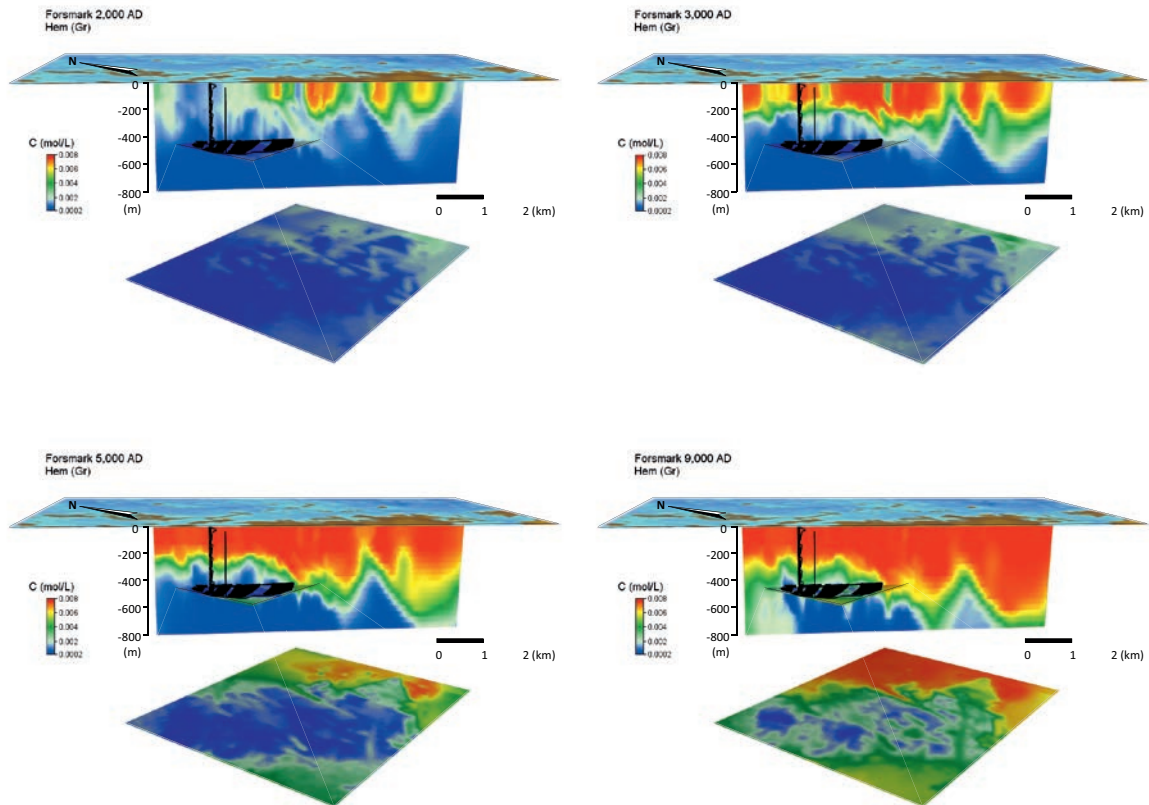 Forsmark 2,000 AD
Hem (Gr)
N
0
-200
-400
-600
-800
(m)
C (mol/L)
0.008
0.006
0.004
0.002
0.0002
0 1 2 (km)
Forsmark 3,000 AD
Hem (Gr)
N
0
-200
-400
-600
-800
(m)
C (mol/L)
0.008
0.006
0.004
0.002
0.0002
0 1 2 (km)
Forsmark 5,000 AD
Hem (Gr)
N
0
-200
-400
-600
-800
(m)
C (mol/L)
0.008
0.006
0.004
0.002
0.0002
0 1 2 (km)
Forsmark 9,000 AD
Hem (Gr)
N
0
-200
-400
-600
-800
(m)
C (mol/L)
0.008
0.006
0.004
0.002
0.0002
0 1 2 (km)